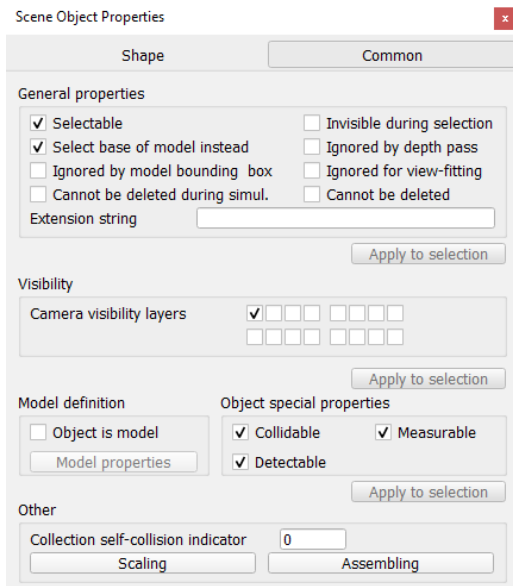 Scene Object Properties
x
Shape Common
General properties
Selectable Invisible during selection
Select base of model instead Ignored by depth pass
Ignored by model bounding box Ignored for view-fitting
Cannot be deleted during simul. Cannot be deleted
Extension string
Apply to selection
Visibility
Camera visibility layers
Apply to selection
Model definition Object special properties
Object is model Collidable Measurable
Model properties Detectable
Apply to selection
Other
Collection self-collision indicator 0
Scaling Assembling